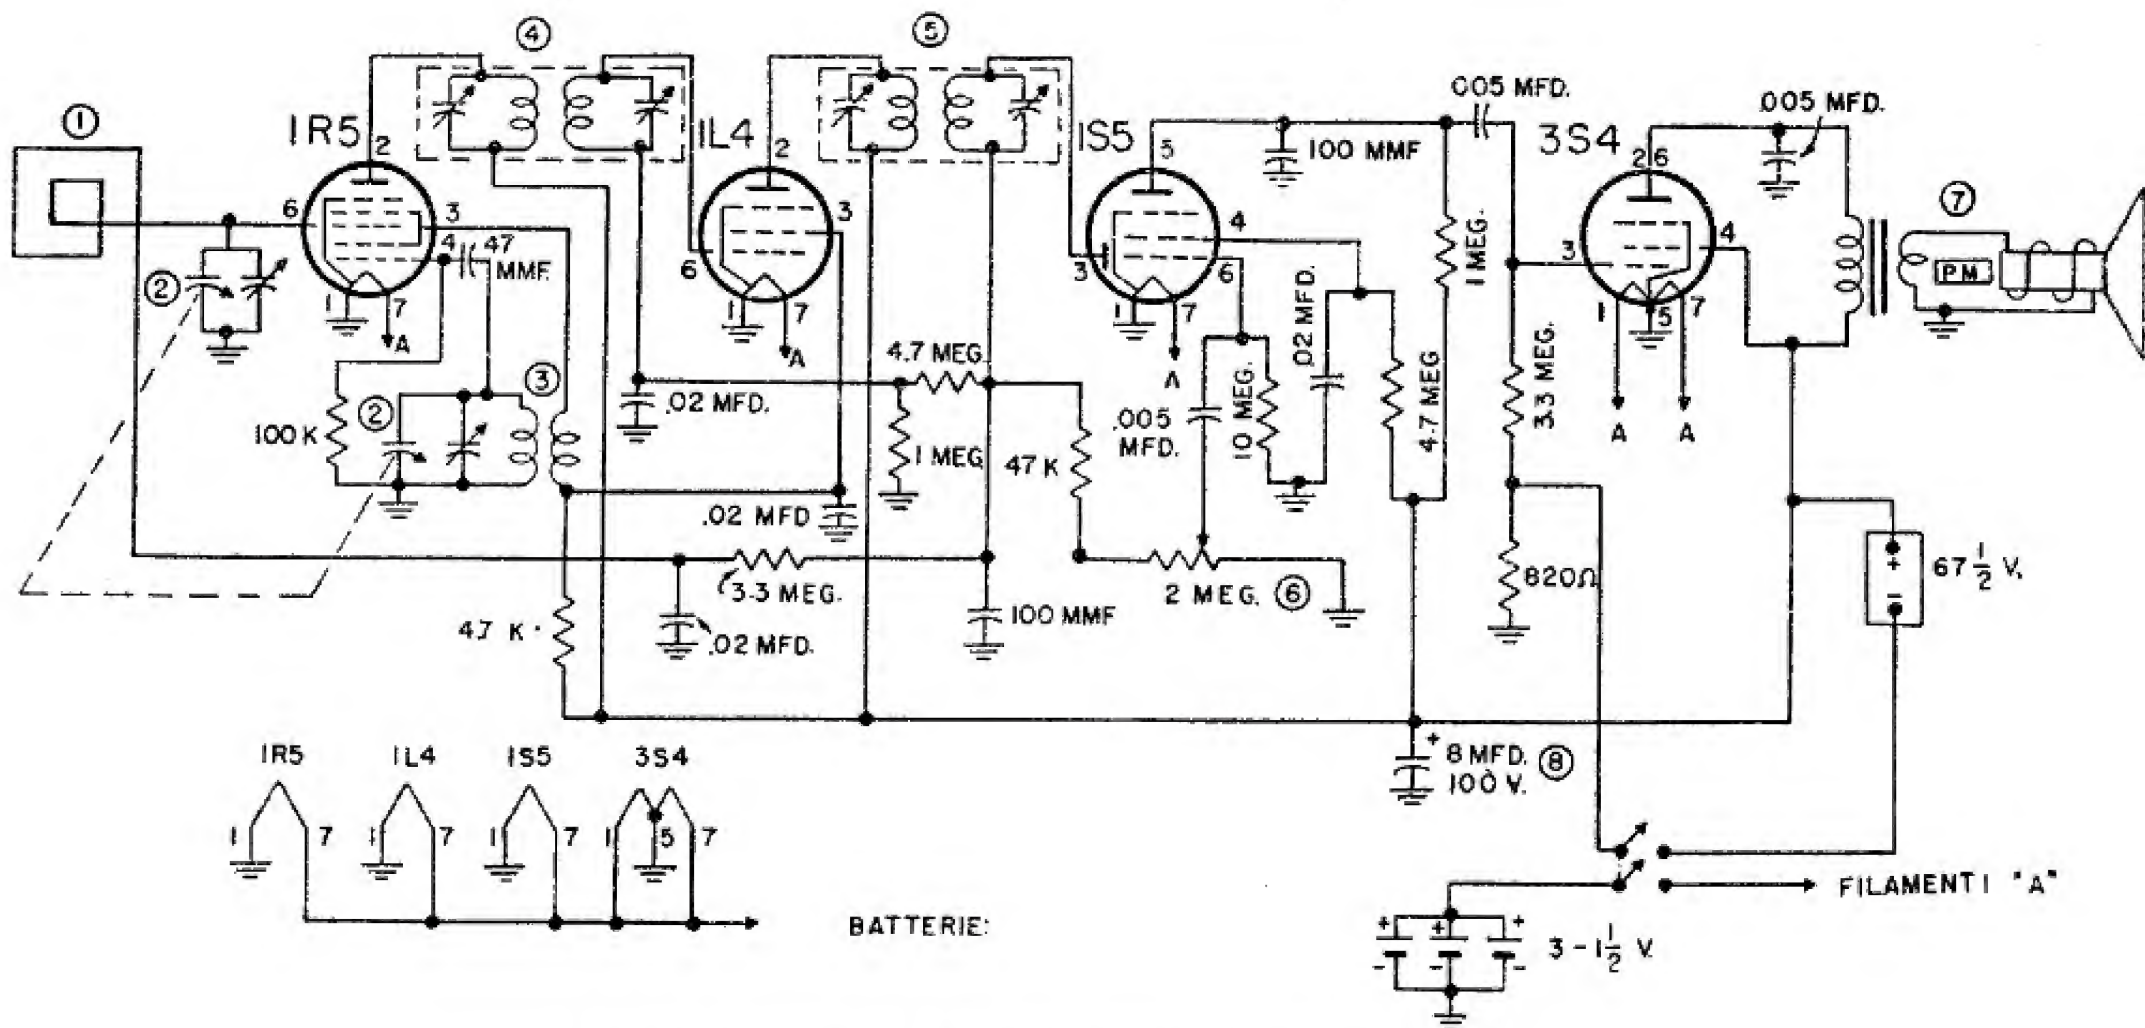 ④
⑤
①
1R5
2
1L4
2
1S5
5
100 MMF
.005 MFD.
3S4
26
.005 MFD.
⑦
6
3
4
47
MMF.
②
1
7
A
3
6
1
7
A
4
3
6
1
7
A
1 MEG.
3
4
1
5
7
A
A
PM
100 K
②
③
.02 MFD.
4.7 MEG.
1 MEG
47 K
.005
MFD.
10 MEG.
.02 MFD.
4.7 MEG
3.3 MEG.
.02 MFD
3.3 MEG.
.02 MFD.
100 MMF
2 MEG. ⑥
820Ω
+
-
67 1/2 V.
47 K
+
8 MFD. ⑧
100 V.
1R5
1L4
1S5
3S4
1
7
1
7
1
7
1
5
7
BATTERIE:
FILAMENTI "A"
+
+
+
-
-
-
3 - 1 1/2 V.